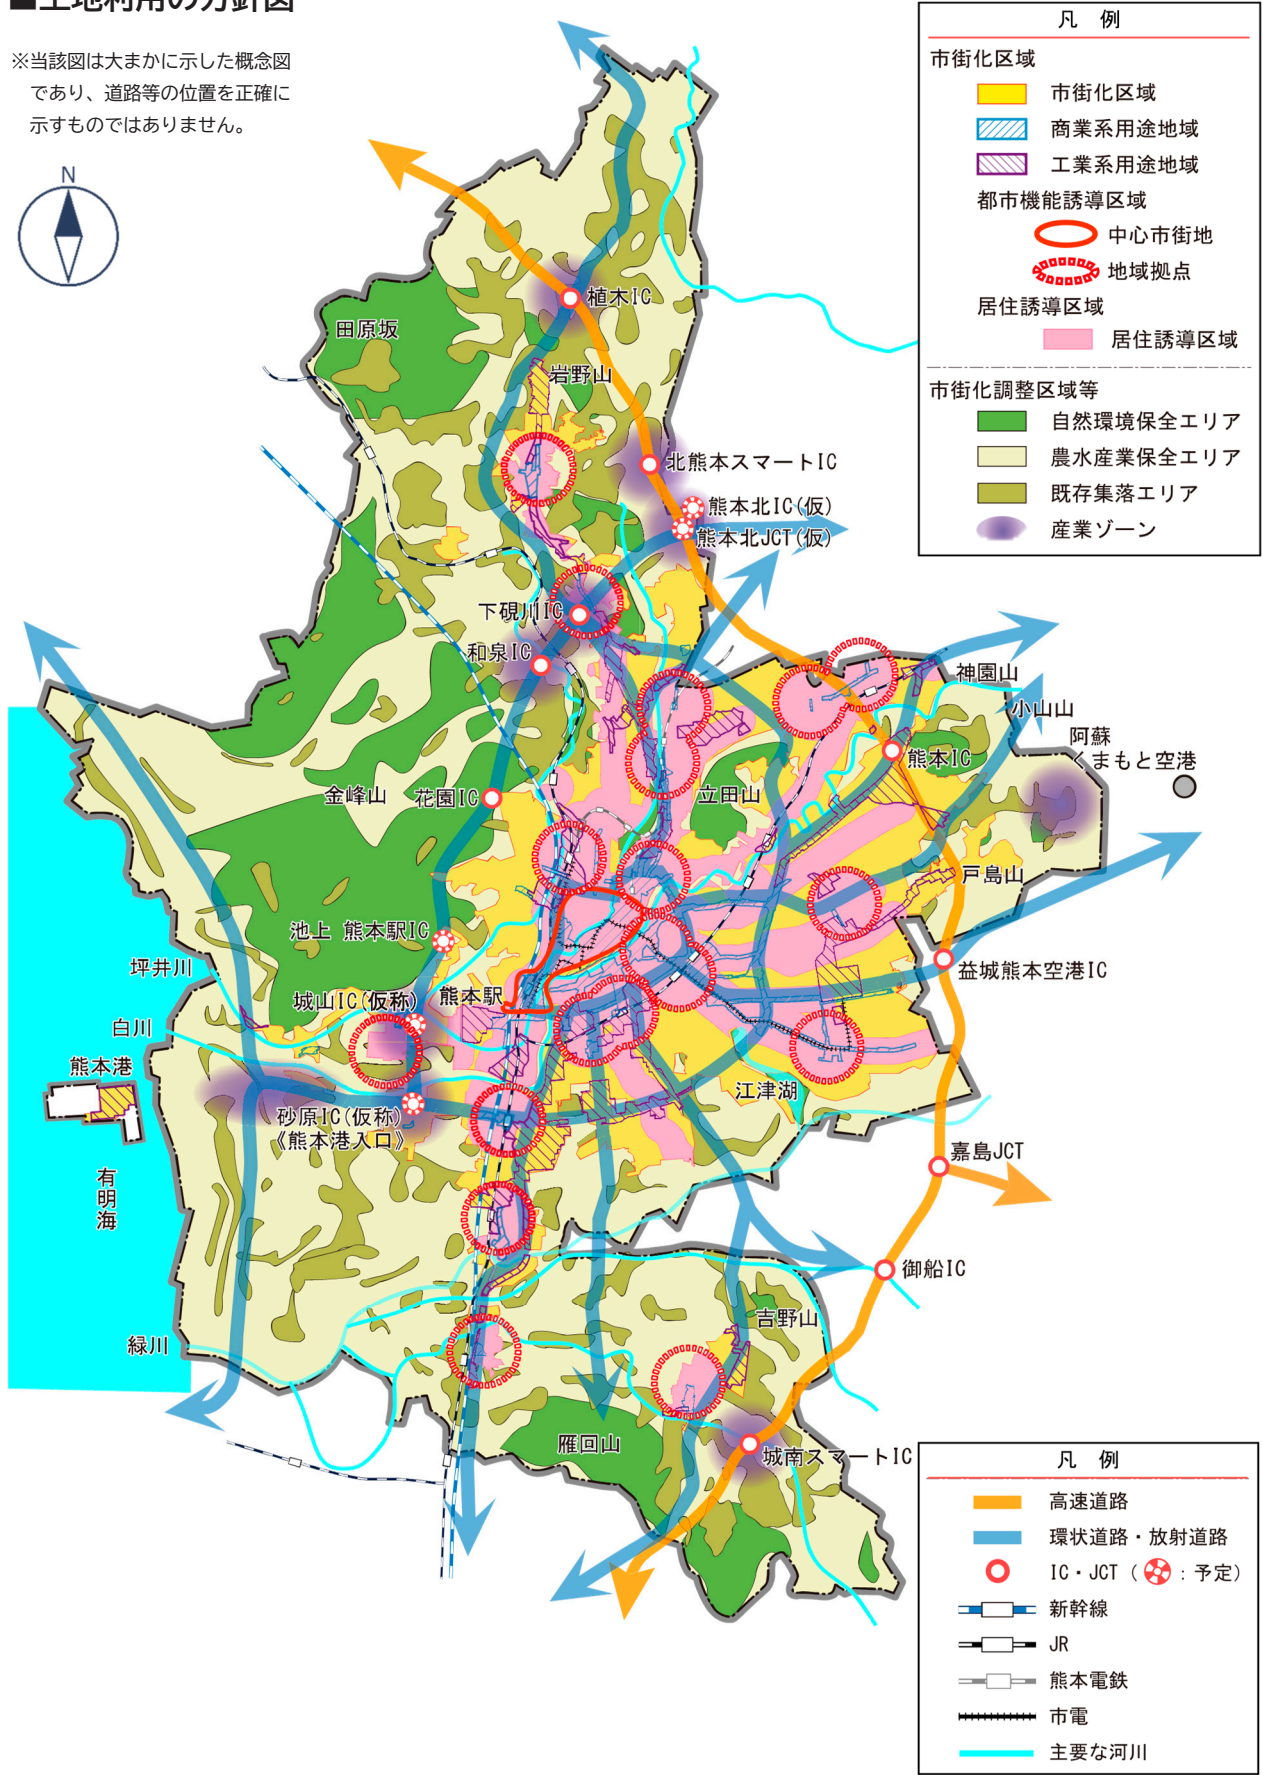 ■土地利用の方針図
※当該図は大まかに示した概念図
であり、道路等の位置を正確に
示すものではありません。
N
凡 例
市街化区域
市街化区域
商業系用途地域
工業系用途地域
都市機能誘導区域
中心市街地
地域拠点
居住誘導区域
居住誘導区域
市街化調整区域等
自然環境保全エリア
農水産業保全エリア
既存集落エリア
産業ゾーン
植木IC
田原坂
岩野山
北熊本スマートIC
熊本北IC(仮)
熊本北JCT(仮)
下硯川IC
和泉IC
神園山
小山山
阿蘇
くまもと空港
熊本IC
金峰山
花園IC
立田山
戸島山
池上 熊本駅IC
坪井川
益城熊本空港IC
城山IC(仮称)
熊本駅
白川
熊本港
江津湖
砂原IC(仮称)
《熊本港入口》
嘉島JCT
有明海
御船IC
吉野山
緑川
雁回山
城南スマートIC
凡 例
高速道路
環状道路・放射道路
IC・JCT ( : 予定)
新幹線
JR
熊本電鉄
市電
主要な河川